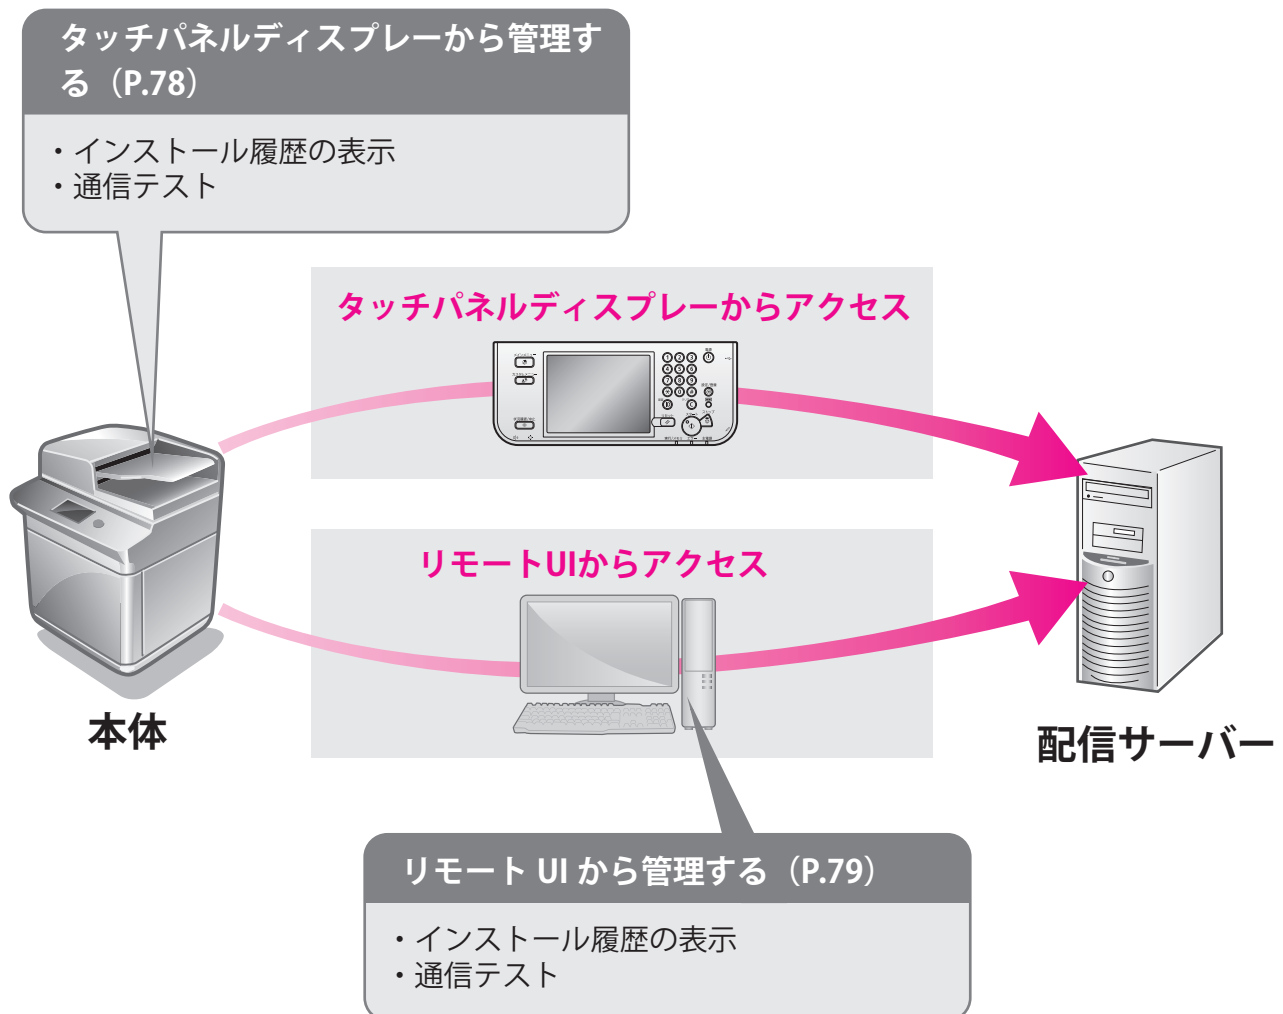 タッチパネルディスプレーから管理す
る（P.78）
・インストール履歴の表示
・通信テスト
タッチパネルディスプレーからアクセス
リモートUIからアクセス
本体
配信サーバー
リモート UI から管理する（P.79）
・インストール履歴の表示
・通信テスト